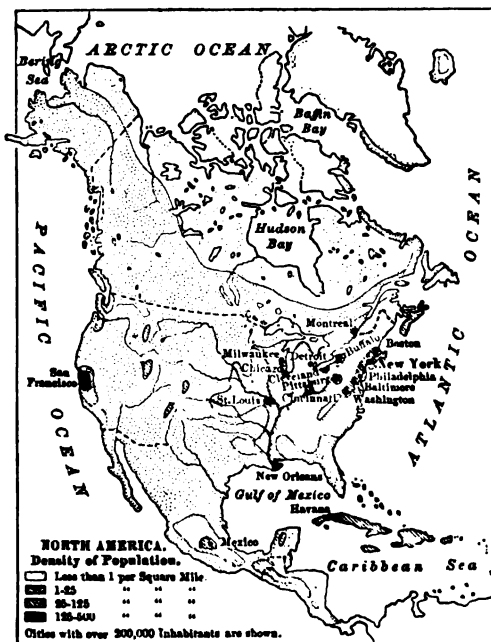 ARCTIC OCEAN
Bering
Sea
Baffin
Bay
Hudson
Bay
PACIFIC
OCEAN
ATLANTIC
OCEAN
Montreal
Milwaukee
Detroit
Buffalo
Boston
Chicago
Cleveland
New York
San
Francisco
Pittsburg
Philadelphia
Baltimore
St. Louis
Cincinnati
Washington
New Orleans
Gulf of Mexico
Havana
Mexico
Caribbean Sea
NORTH AMERICA.
Density of Population.
Less than 1 per Square Mile.
1-25 " " "
25-125 " " "
125-500 " " "
Cities with over 200,000 Inhabitants are shown.